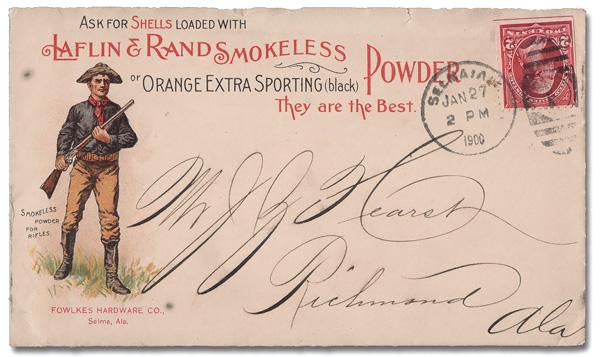 Ask for Shells loaded with
Laflin & Rand Smokeless Powder
or Orange Extra Sporting (black)
They are the Best.
SELMA, ALA.
JAN 27
2 PM
1900
Smokeless
Powder
for
Rifles.
Mr J G Hearst
Richmond
Ala
FOWLKES HARDWARE CO.,
Selma, Ala.